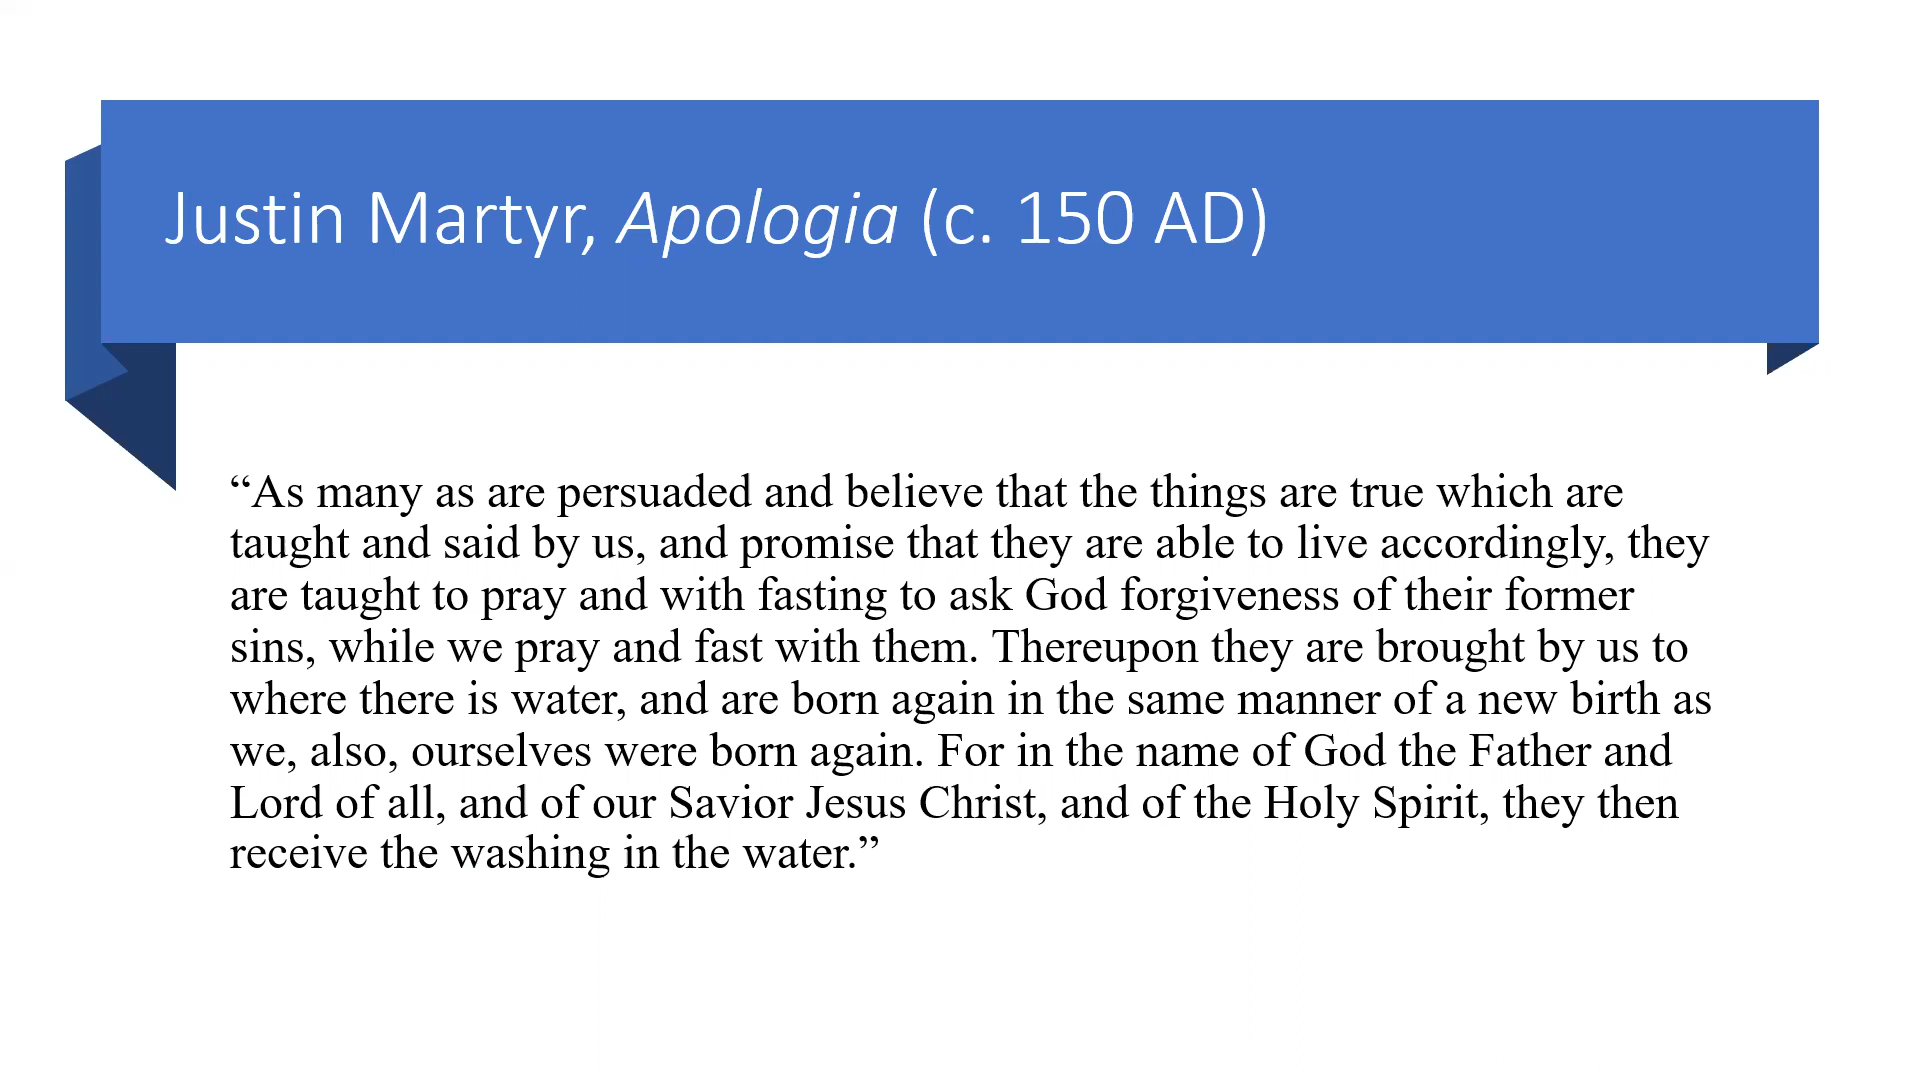 Justin Martyr, Apologia (c. 150 AD)
“As many as are persuaded and believe that the things are true which are
taught and said by us, and promise that they are able to live accordingly, they
are taught to pray and with fasting to ask God forgiveness of their former
sins, while we pray and fast with them. Thereupon they are brought by us to
where there is water, and are born again in the same manner of a new birth as
we, also, ourselves were born again. For in the name of God the Father and
Lord of all, and of our Savior Jesus Christ, and of the Holy Spirit, they then
receive the washing in the water.”